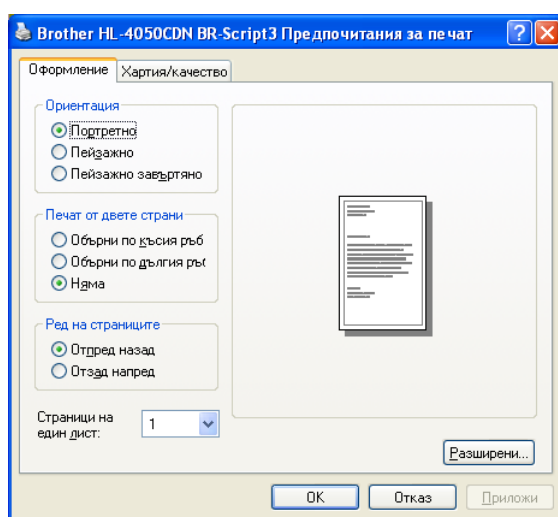 Brother HL-4050CDN BR-Script3 Предпочитания за печат
Оформление Хартия/качество
Ориентация
Портретно
Пейзажно
Пейзажно завъртяно
Печат от двете страни
Обърни по късия ръб
Обърни по дългия ръб
Няма
Ред на страниците
Отпред назад
Отзад напред
Страници на
един лист:
1
Разширени...
OK Отказ Приложи